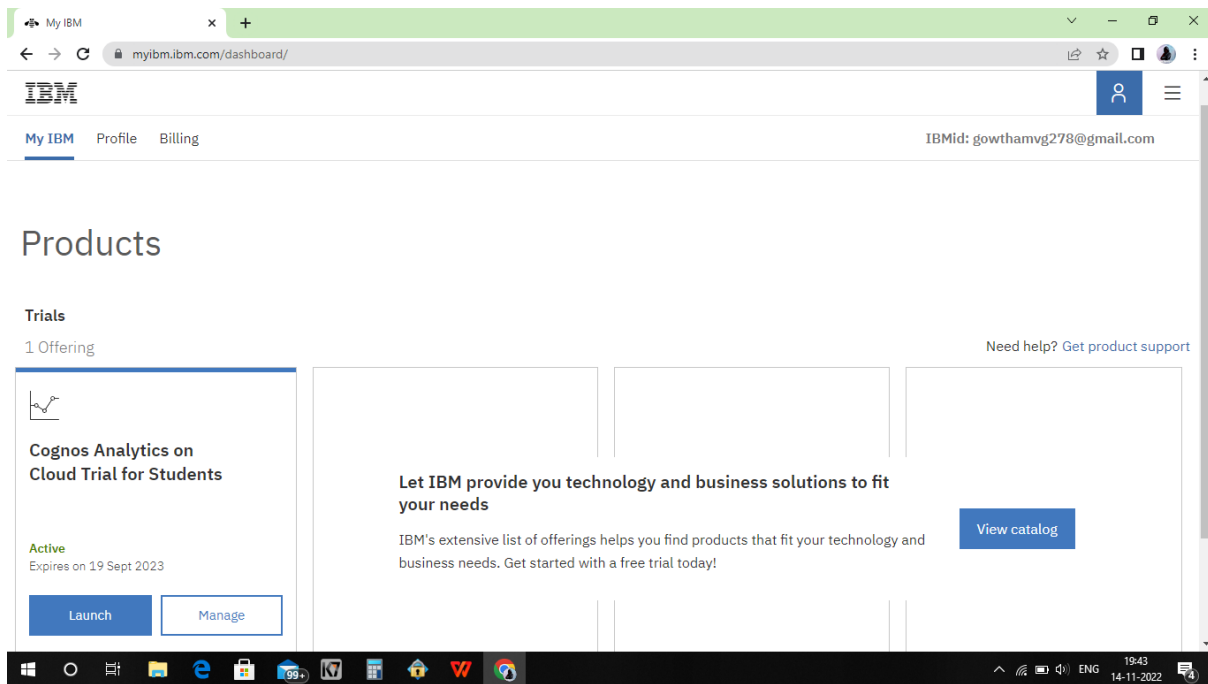 My IBM
myibm.ibm.com/dashboard/
IBM
My IBM Profile Billing
IBMid: gowthamvg278@gmail.com
Products
Trials
1 Offering
Need help? Get product support
Cognos Analytics on
Cloud Trial for Students
Active
Expires on 19 Sept 2023
Launch Manage
Let IBM provide you technology and business solutions to fit
your needs
IBM's extensive list of offerings helps you find products that fit your technology and
business needs. Get started with a free trial today!
View catalog
99+
ENG
19:43
14-11-2022
4